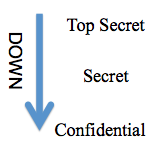 DOWN
Top Secret
Secret
Confidential